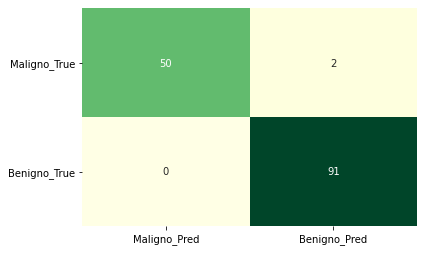 Maligno_True 50 2
Benigno_True 0 91
Maligno_Pred Benigno_Pred